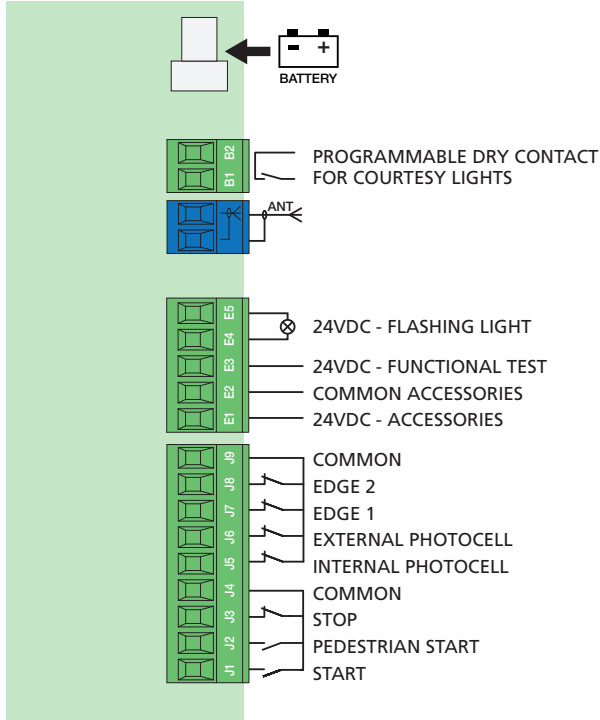 - +
BATTERY
B2 PROGRAMMABLE DRY CONTACT
B1 FOR COURTESY LIGHTS
ANT
E5
24VDC - FLASHING LIGHT
E4
E3 24VDC - FUNCTIONAL TEST
E2 COMMON ACCESSORIES
E1 24VDC - ACCESSORIES
J9 COMMON
J8 EDGE 2
J7 EDGE 1
J6 EXTERNAL PHOTOCELL
J5 INTERNAL PHOTOCELL
J4 COMMON
J3 STOP
J2 PEDESTRIAN START
J1 START